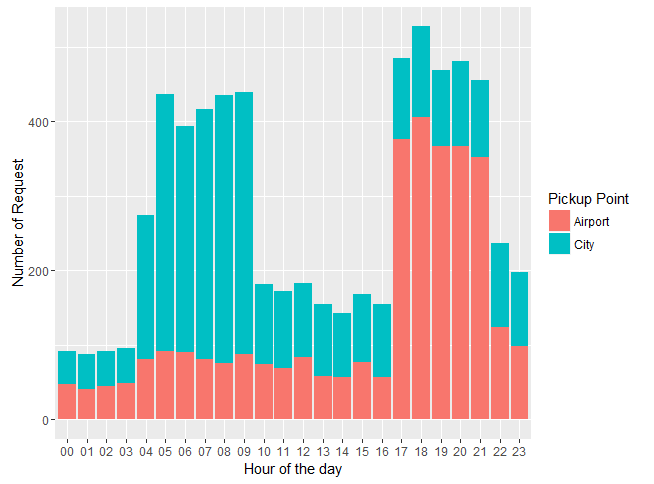 Number of Request
400
200
0
00 01 02 03 04 05 06 07 08 09 10 11 12 13 14 15 16 17 18 19 20 21 22 23
Hour of the day
Pickup Point
Airport
City